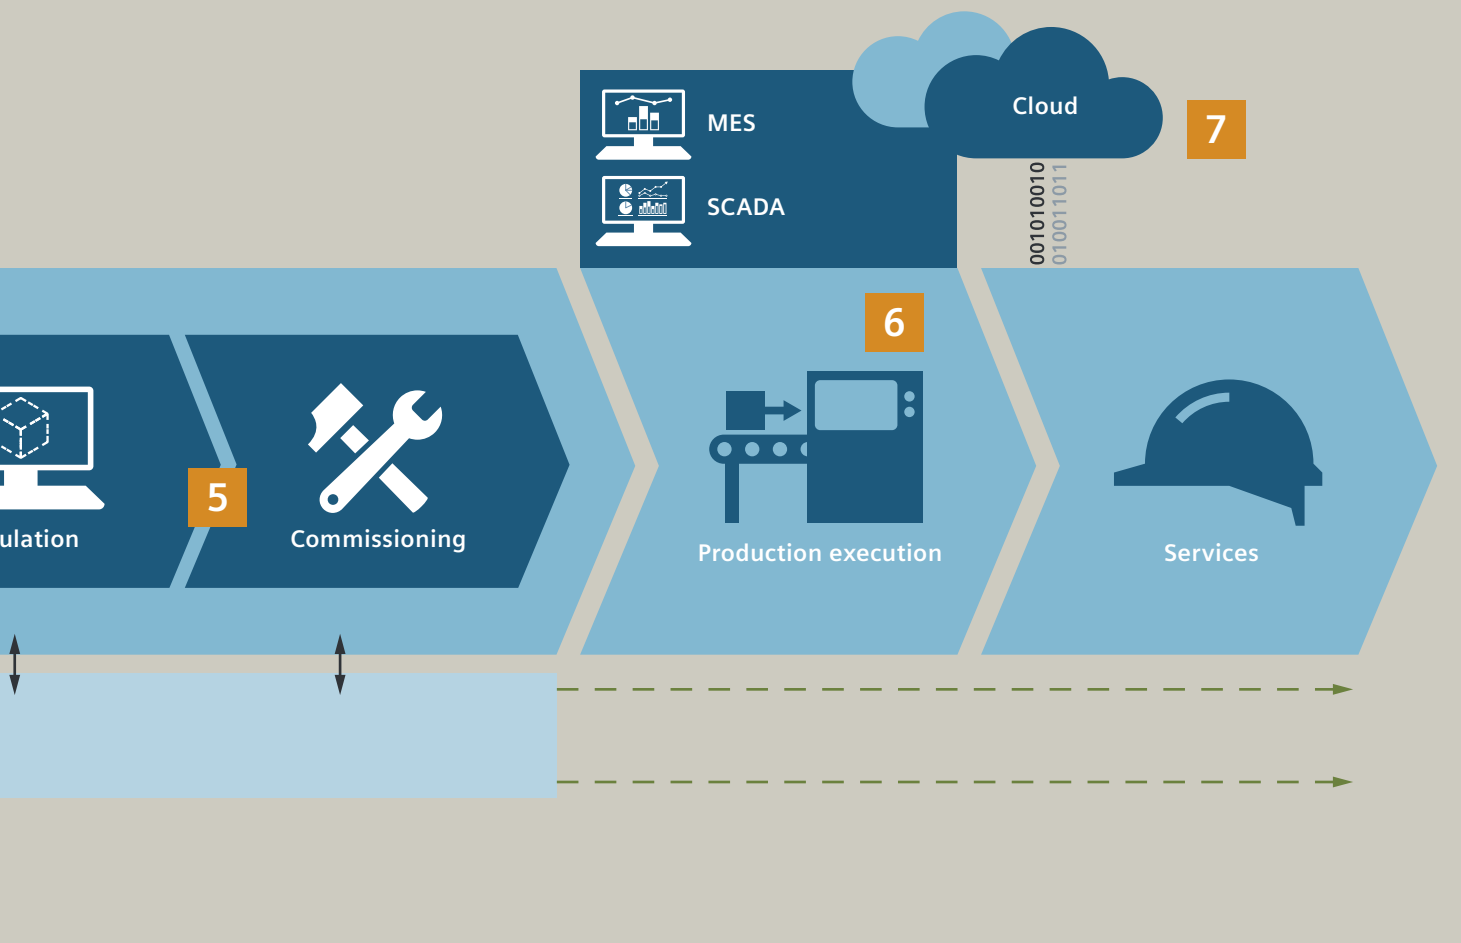 Cloud
7
MES
SCADA
001010010
010011011
6
5
ulation
Commissioning
Production execution
Services